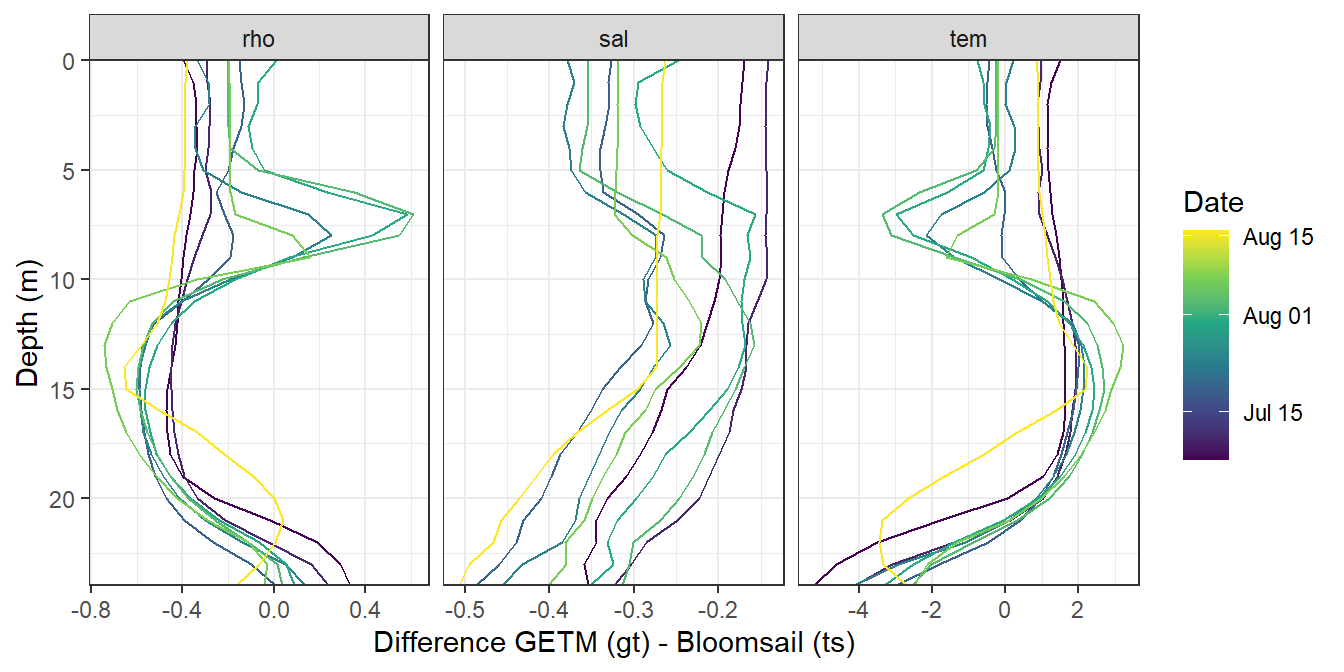 rho
sal
tem
0
5
10
15
20
Depth (m)
-0.8
-0.4
0.0
0.4
-0.5
-0.4
-0.3
-0.2
-4
-2
0
2
Difference GETM (gt) - Bloomsail (ts)
Date
Aug 15
Aug 01
Jul 15